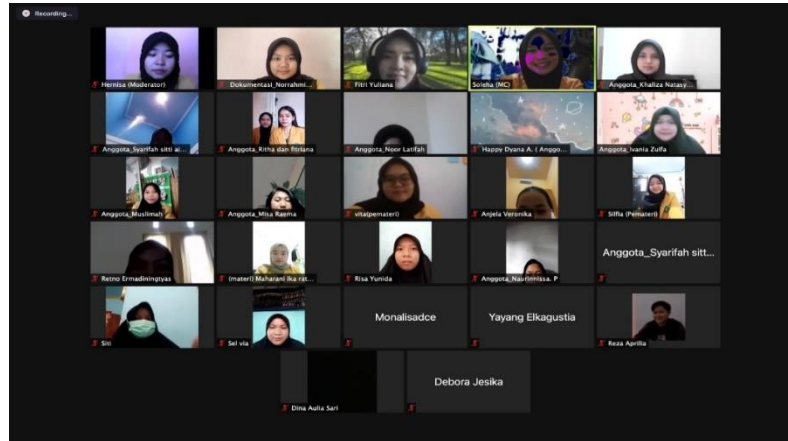 Recording...
Hernisa (Moderator)
Dokumentasi_Norrahmi...
Fitri Yuliana
Soleha (MC)
Anggota_Khaliza Natasy...
Anggota_Syarifah sitti ai...
Anggota_Ritha dan fitriana
Anggota_Noor Latifah
Happy Dyana A. ( Anggo...
Anggota_Ivania Zulfa
Anggota_Muslimah
Anggota_Misa Raema
vita(pemateri)
Anjela Veronika
Silfia (Pemateri)
Retno Ermadiningtyas
(materi) Maharani Ika rat...
Risa Yunida
Anggota_Naurinnissa. P
Anggota_Syarifah sitt...
Siti
Sel via
Monalisadce
Yayang Elkagustia
Reza Aprilia
Dina Aulia Sari
Debora Jesika